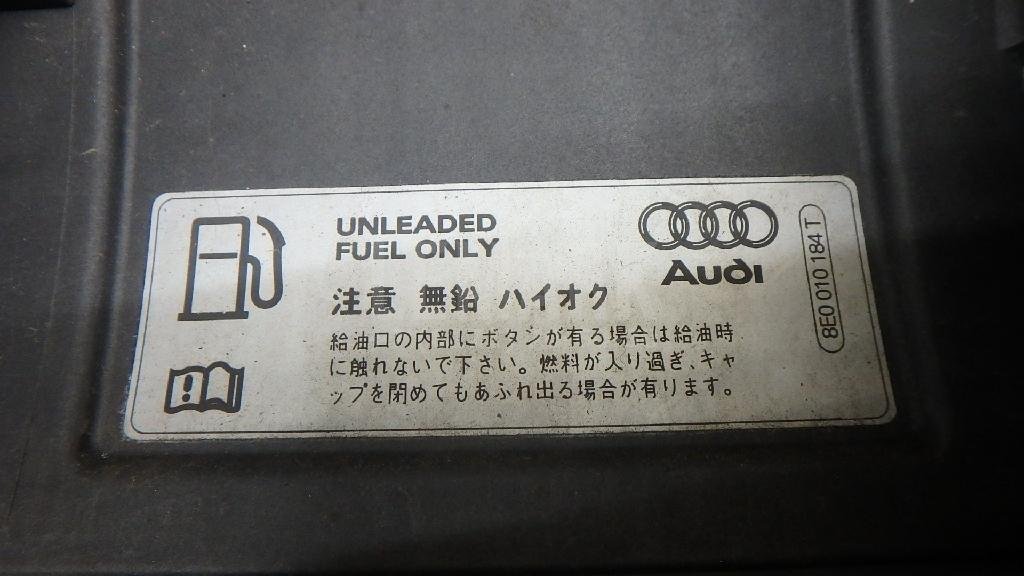 UNLEADED
FUEL ONLY
Audi
8E0 010 184 T
注意 無鉛 ハイオク
給油口の内部にボタンが有る場合は給油時
に触れないで下さい。燃料が入り過ぎ、キャ
ップを閉めてもあふれ出る場合が有ります。